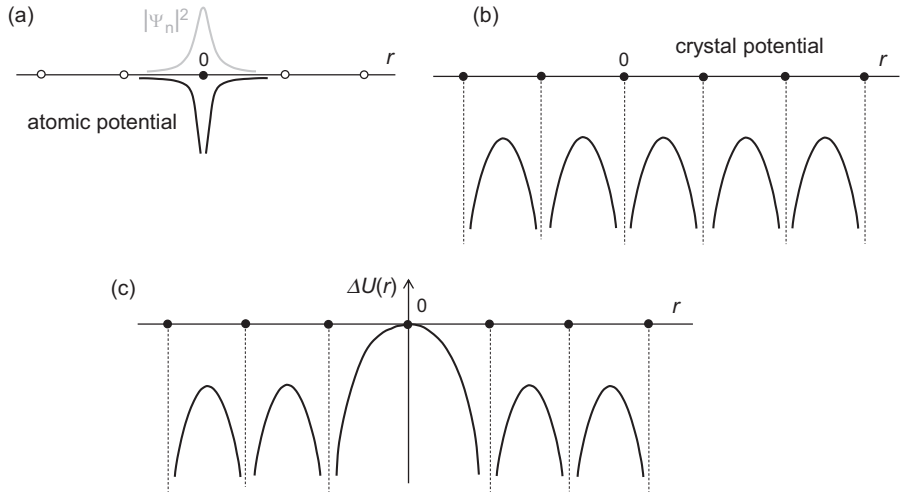 (a)
|Ψn|²
0
r
atomic potential
(b)
crystal potential
0
r
(c)
ΔU(r)
0
r